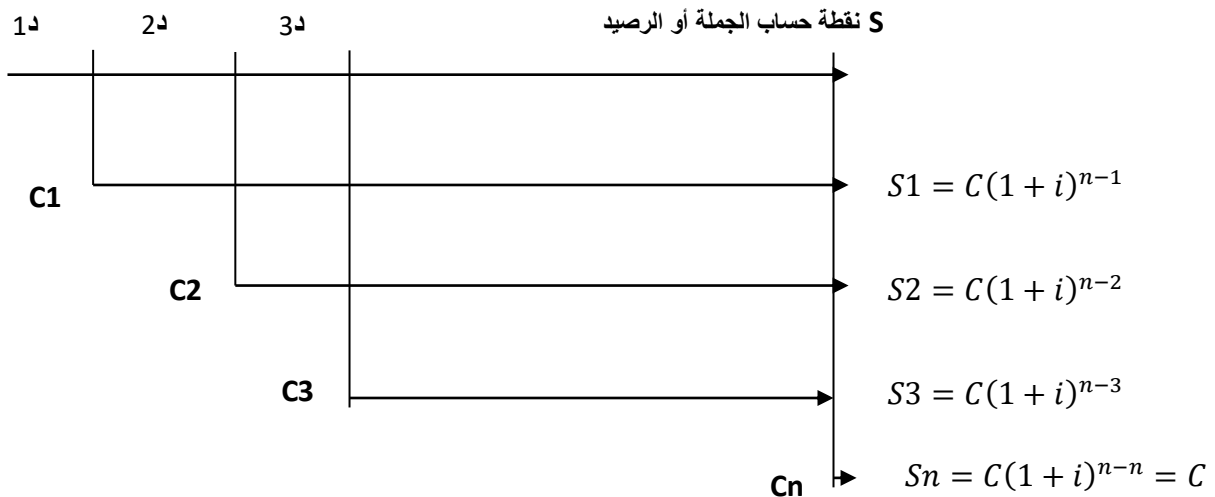 د1 د2 د3 S نقطة حساب الجملة أو الرصيد
C1 S1 = C(1 + i)^{n−1}
C2 S2 = C(1 + i)^{n−2}
C3 S3 = C(1 + i)^{n−3}
Cn Sn = C(1 + i)^{n−n} = C